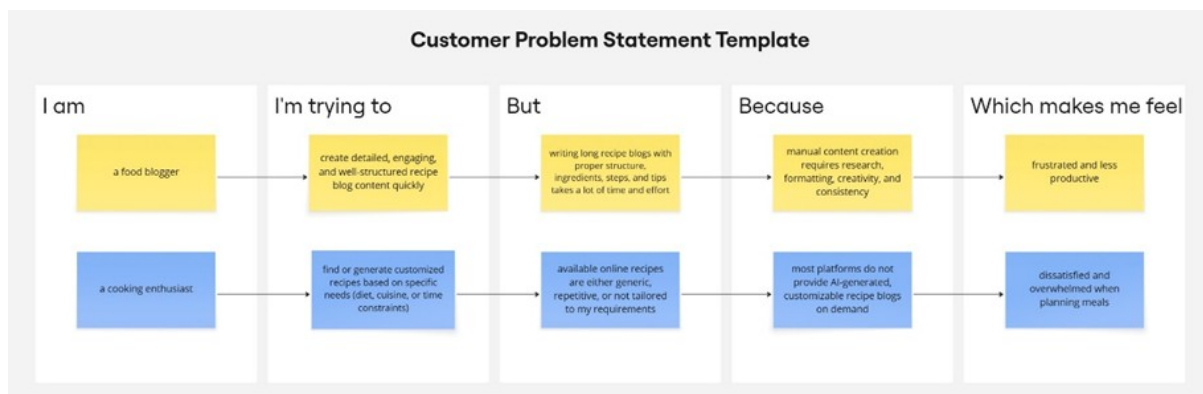 Customer Problem Statement Template
I am
I'm trying to
But
Because
Which makes me feel
a food blogger
create detailed, engaging,
and well-structured recipe
blog content quickly
writing long recipe blogs with
proper structure,
ingredients, steps, and tips
takes a lot of time and effort
manual content creation
requires research,
formatting, creativity, and
consistency
frustrated and less
productive
a cooking enthusiast
find or generate customized
recipes based on specific
needs (diet, cuisine, or time
constraints)
available online recipes
are either generic,
repetitive, or not tailored
to my requirements
most platforms do not
provide AI-generated,
customizable recipe blogs
on demand
dissatisfied and
overwhelmed when
planning meals